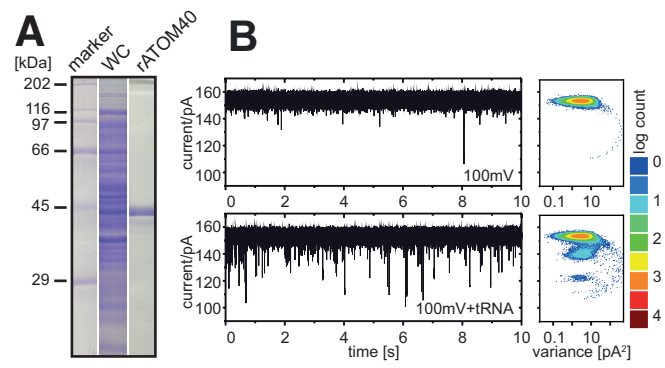 A
B
[kDa]
marker
WC
rATOM40
202
116
97
66
45
29
current/pA
160
140
120
100
100mV
0 2 4 6 8 10
0.1 10
current/pA
160
140
120
100
100mV+tRNA
0 2 4 6 8 10
time [s]
0.1 10
variance [pA²]
log count
0
1
2
3
4